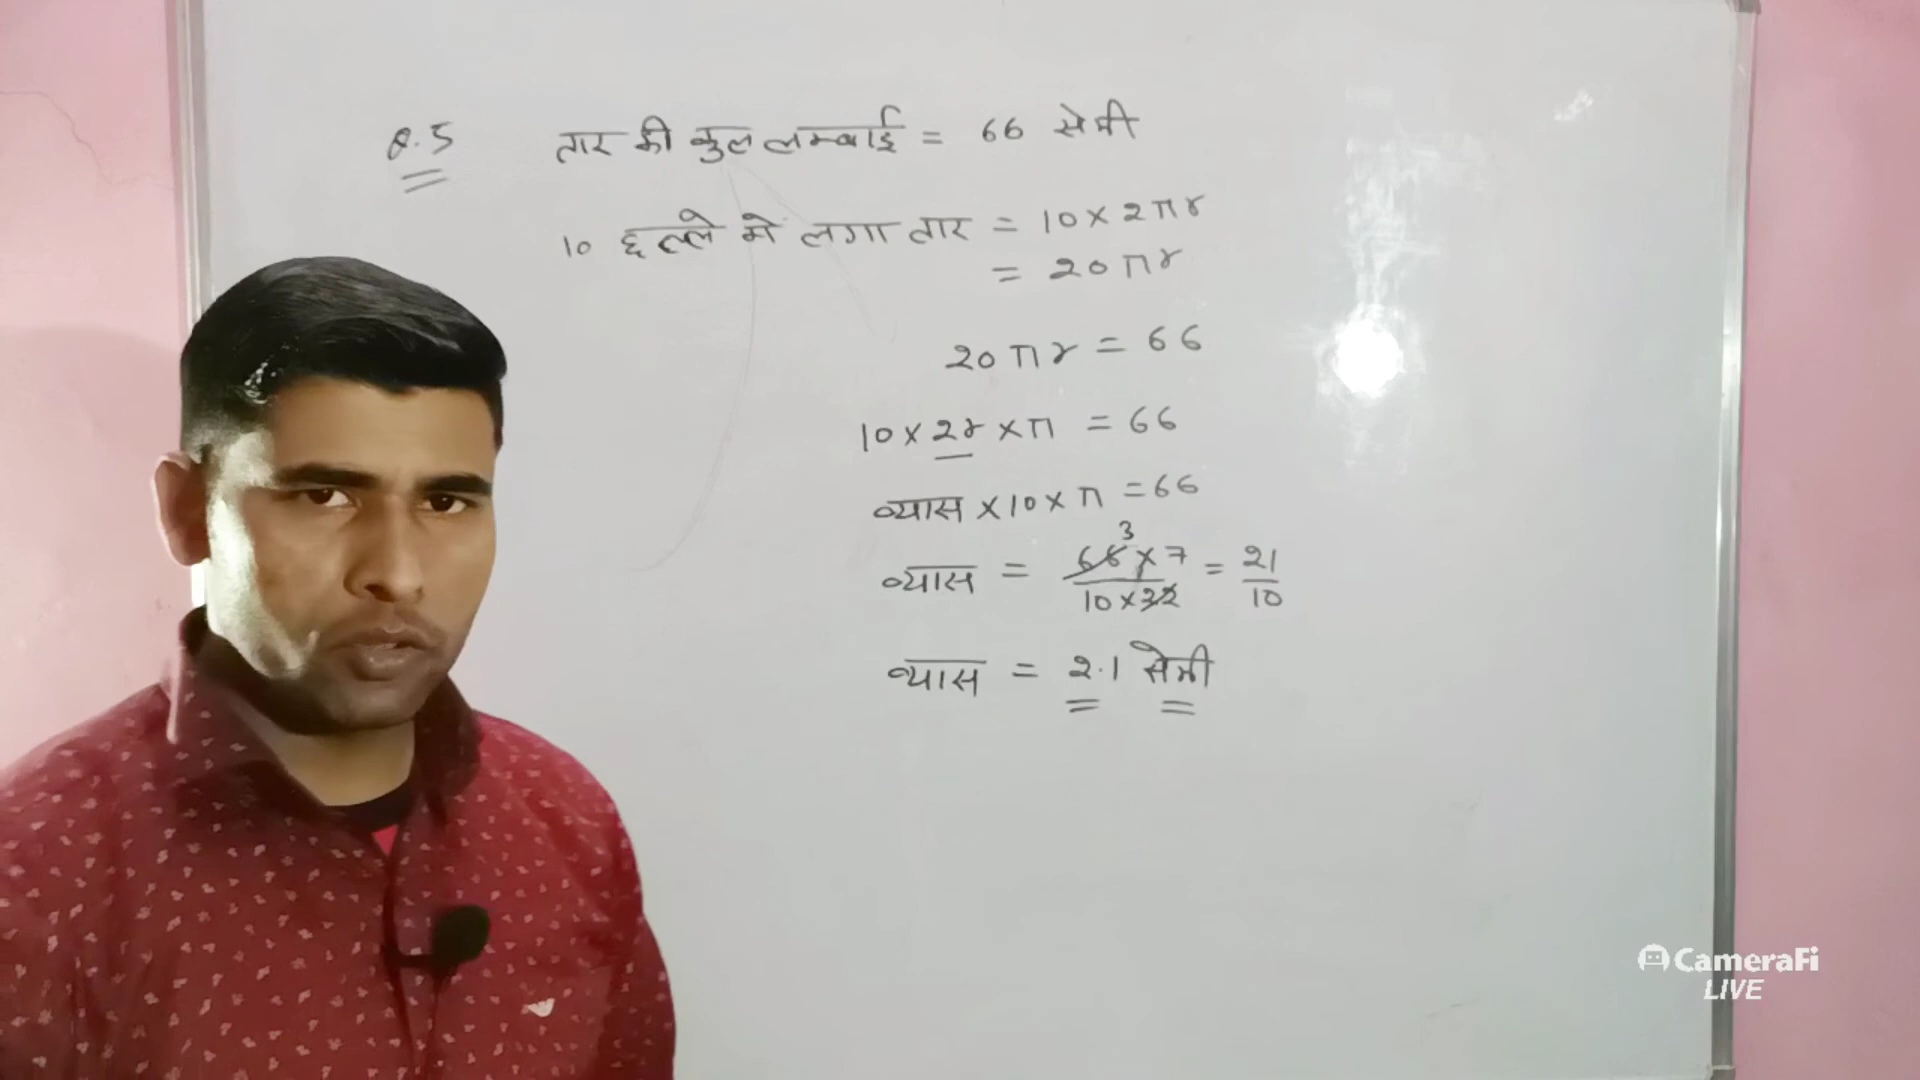 Q.5 तार की कुल लम्बाई = 66 सेमी
10 छल्ले में लगा तार = 10 × 2πr
= 20πr
20πr = 66
10 × 2r × π = 66
व्यास × 10 × π = 66
3
व्यास = 66 × 7 / 10 × 22 = 21 / 10
व्यास = 2.1 सेमी
CameraFi
LIVE